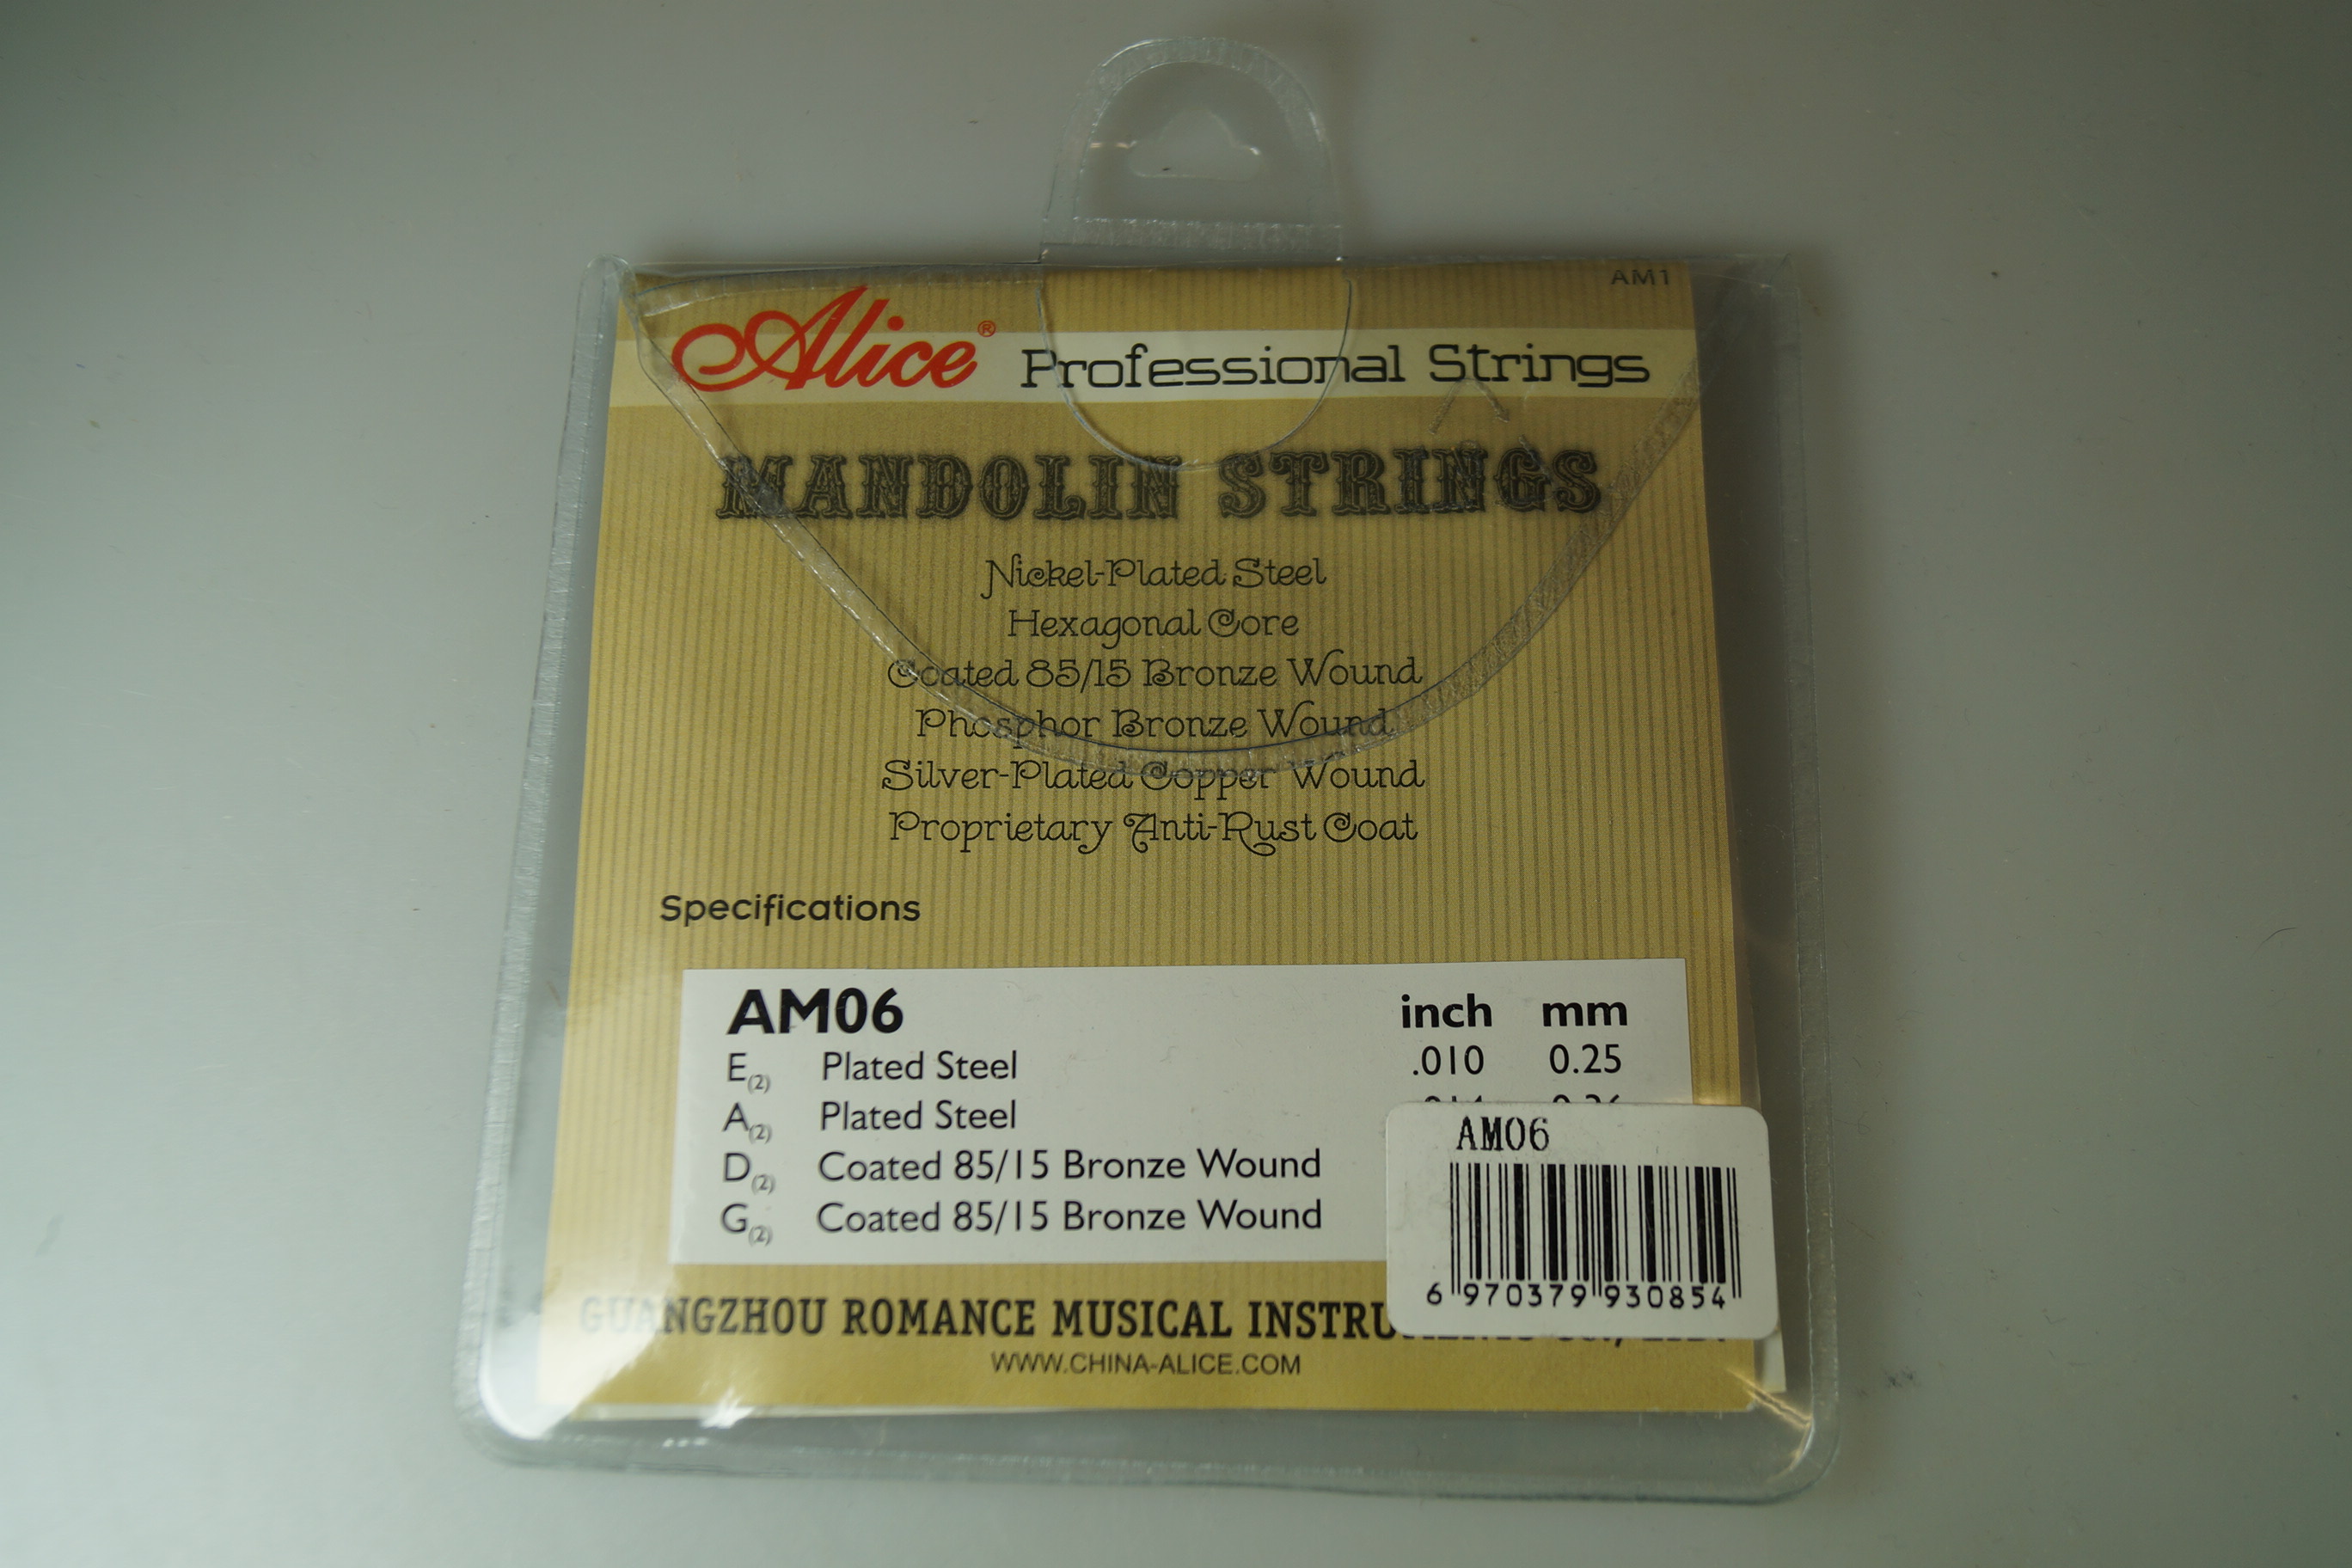 AM1
Alice® Professional Strings
MANDOLIN STRINGS
Nickel-Plated Steel
Hexagonal Core
Coated 85/15 Bronze Wound
Phosphor Bronze Wound
Silver-Plated Copper Wound
Proprietary Anti-Rust Coat
Specifications
AM06 inch mm
E(2) Plated Steel .010 0.25
A(2) Plated Steel
D(2) Coated 85/15 Bronze Wound
G(2) Coated 85/15 Bronze Wound
AM06
6 970379 930854
GUANGZHOU ROMANCE MUSICAL
WWW.CHINA-ALICE.COM